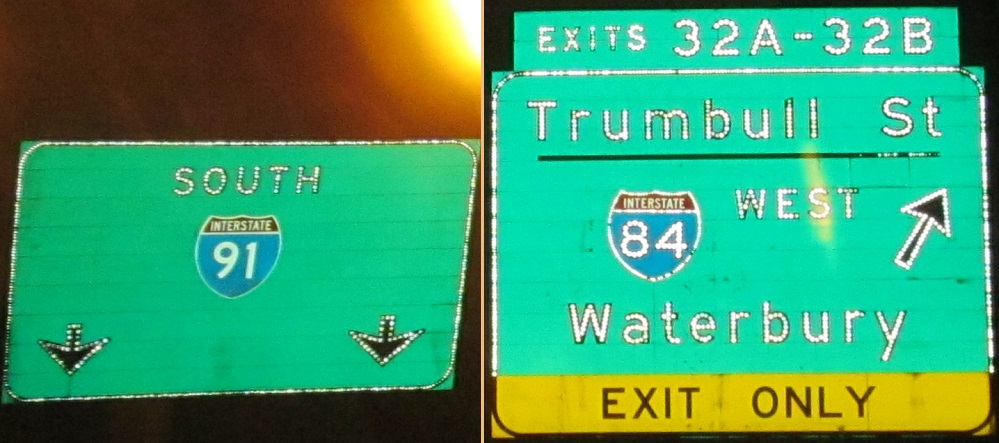 SOUTH
INTERSTATE
91
EXITS 32A-32B
Trumbull St
INTERSTATE
84
WEST
Waterbury
EXIT ONLY